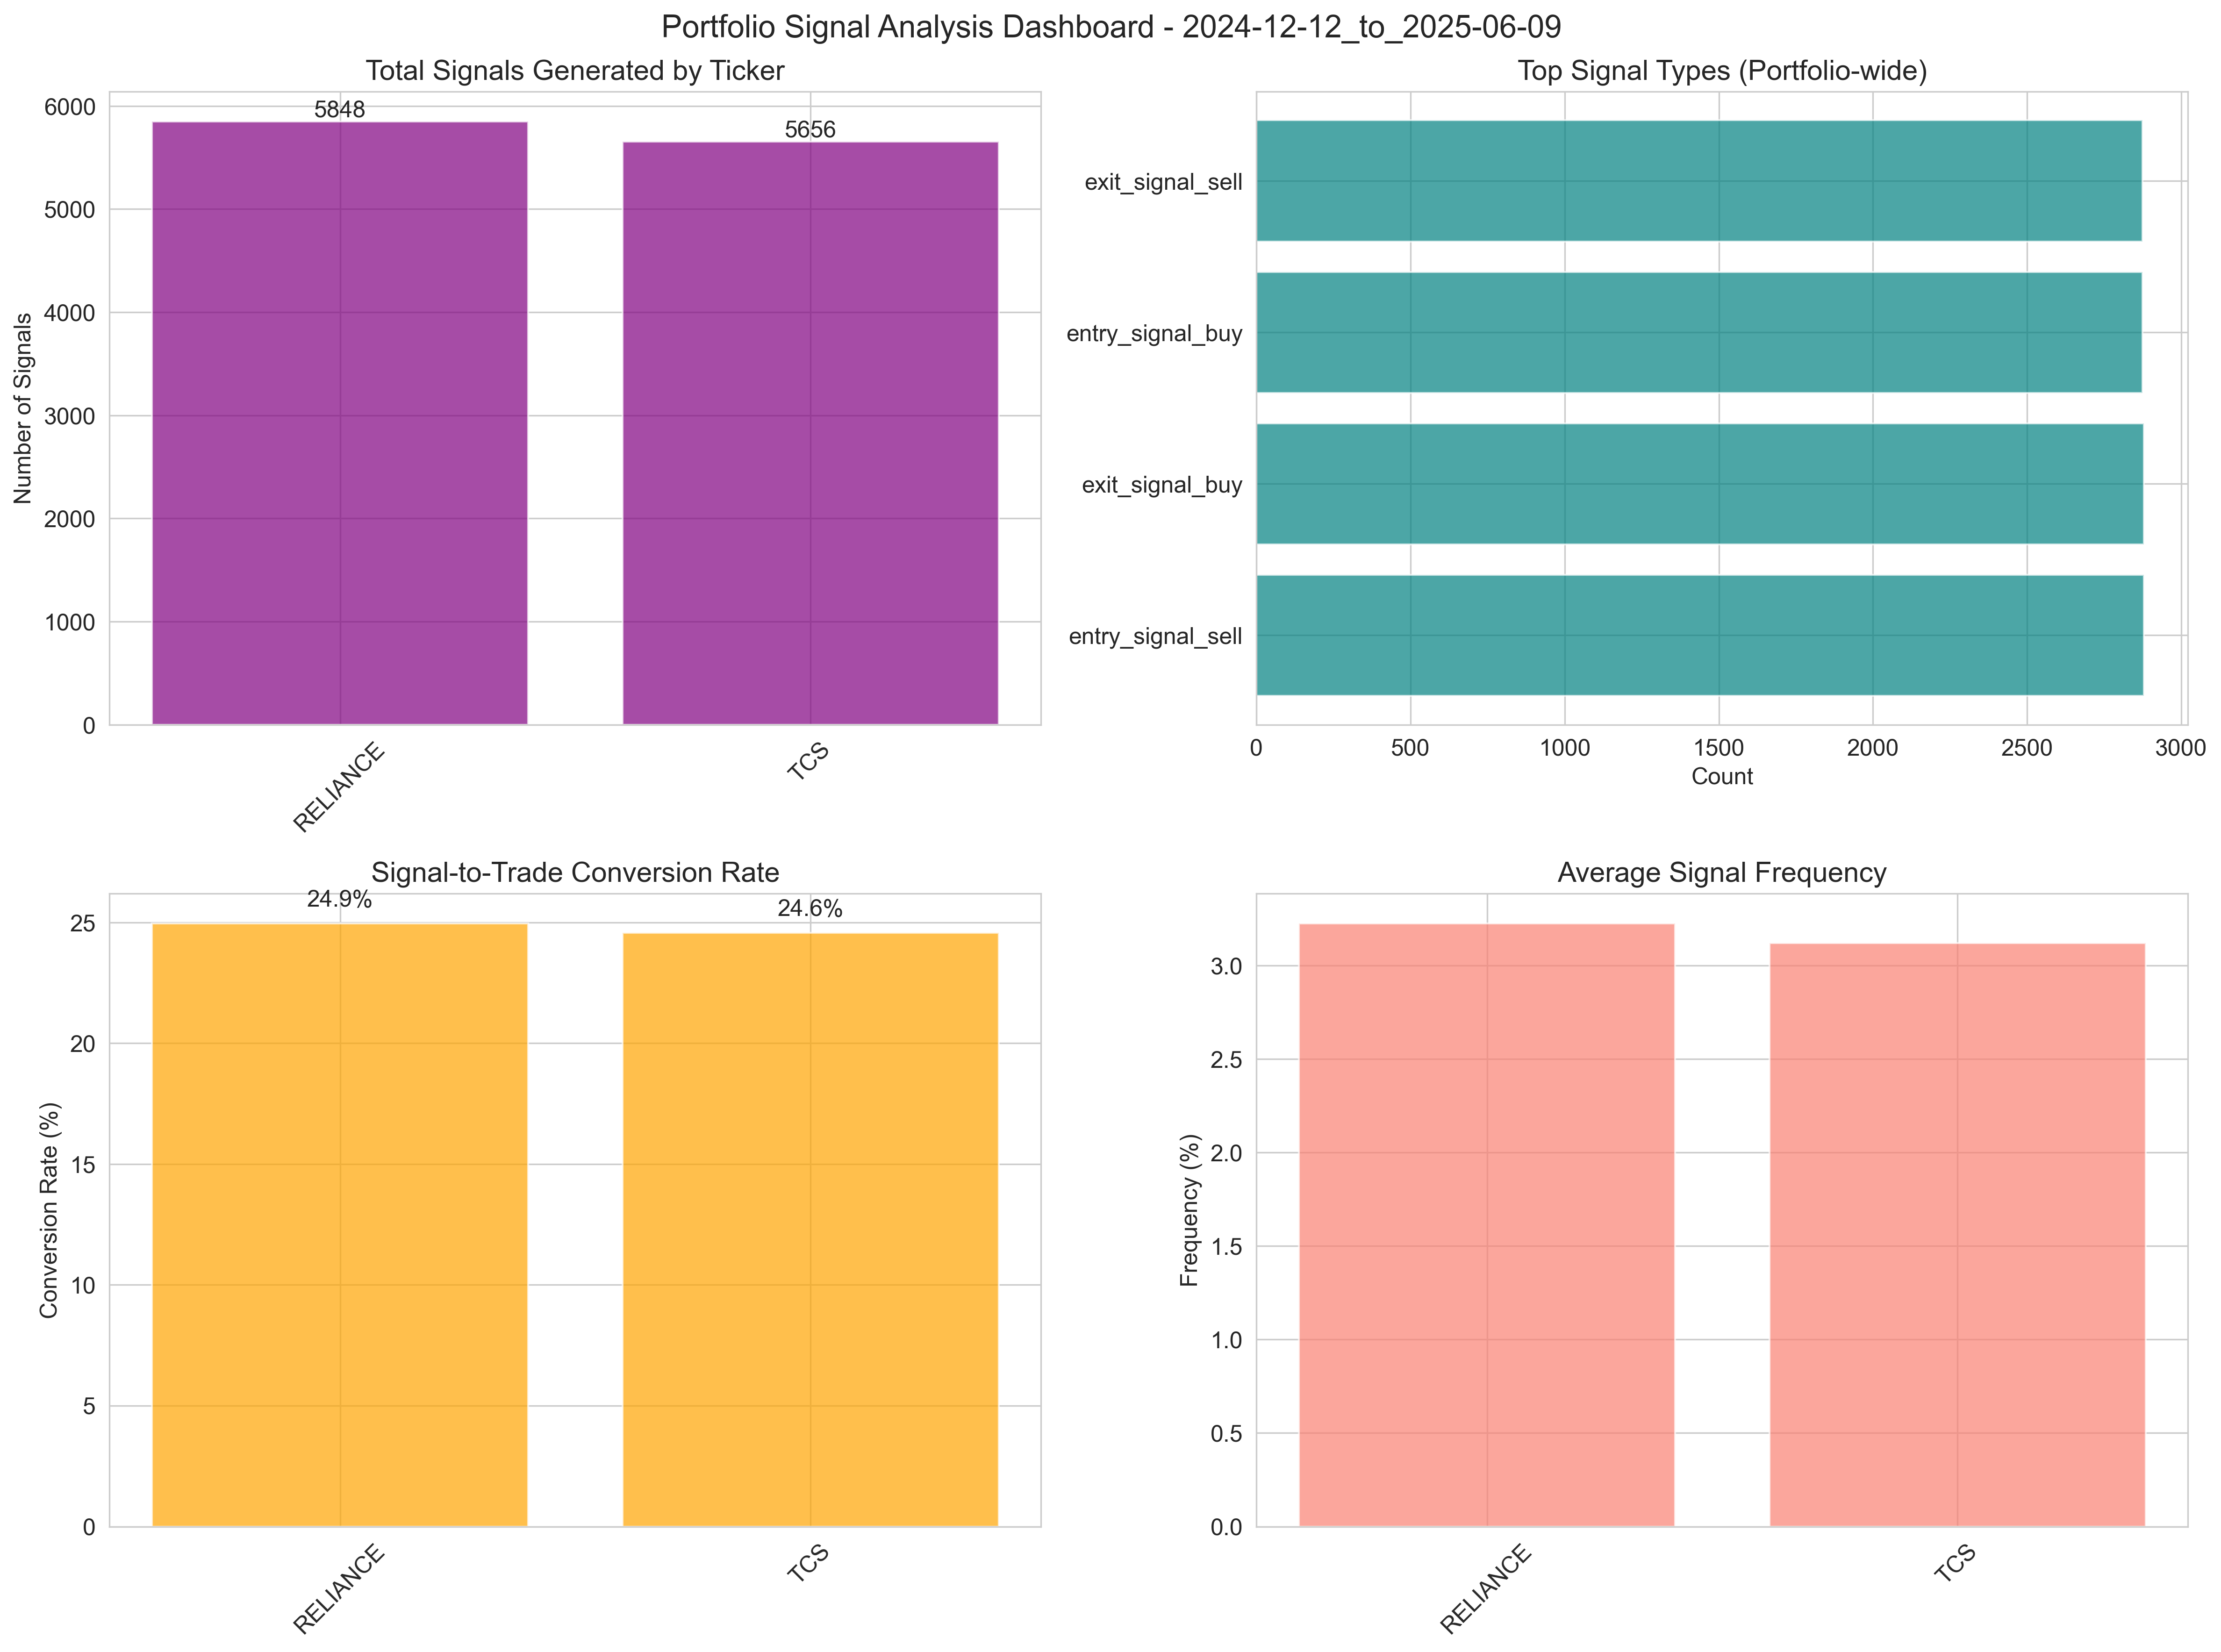 Portfolio Signal Analysis Dashboard - 2024-12-12_to_2025-06-09
Total Signals Generated by Ticker
Number of Signals
6000
5000
4000
3000
2000
1000
0
5848
5656
RELIANCE
TCS
Top Signal Types (Portfolio-wide)
exit_signal_sell
entry_signal_buy
exit_signal_buy
entry_signal_sell
0
500
1000
1500
2000
2500
3000
Count
Signal-to-Trade Conversion Rate
Conversion Rate (%)
25
20
15
10
5
0
24.9%
24.6%
RELIANCE
TCS
Average Signal Frequency
Frequency (%)
3.0
2.5
2.0
1.5
1.0
0.5
0.0
RELIANCE
TCS